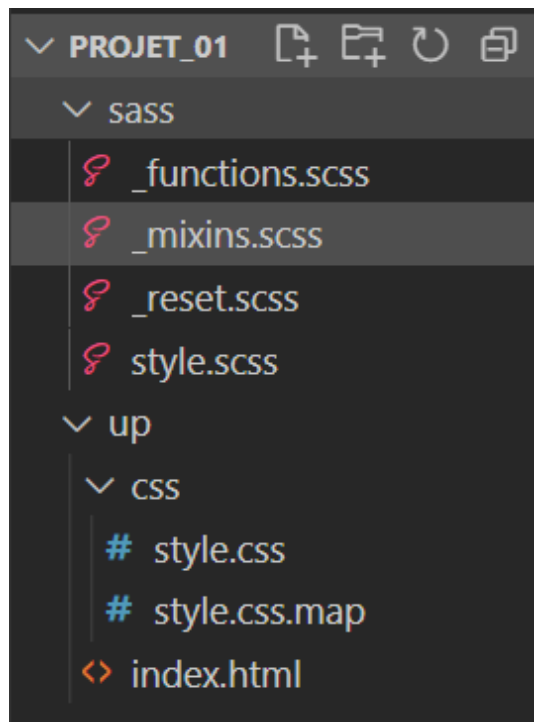 PROJET_01
sass
_functions.scss
_mixins.scss
_reset.scss
style.scss
up
css
# style.css
# style.css.map
<> index.html